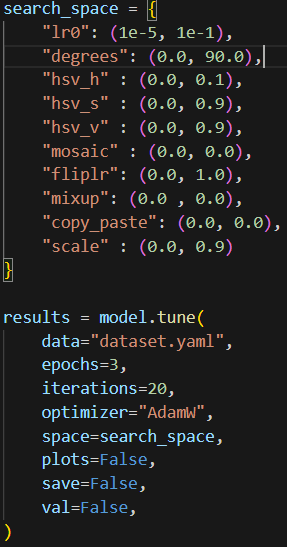 search_space = {
    "lr0": (1e-5, 1e-1),
    "degrees": (0.0, 90.0),
    "hsv_h" : (0.0, 0.1),
    "hsv_s" : (0.0, 0.9),
    "hsv_v" : (0.0, 0.9),
    "mosaic" : (0.0, 0.0),
    "fliplr" : (0.0, 1.0),
    "mixup": (0.0 , 0.0),
    "copy_paste": (0.0, 0.0),
    "scale" : (0.0, 0.9)
}
results = model.tune(
    data="dataset.yaml",
    epochs=3,
    iterations=20,
    optimizer="AdamW",
    space=search_space,
    plots=False,
    save=False,
    val=False,
)